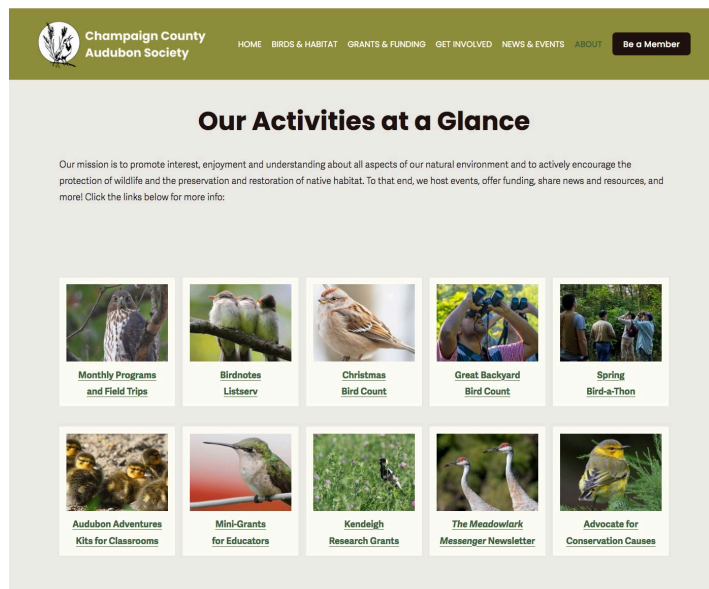 Champaign County
Audubon Society
HOME BIRDS & HABITAT GRANTS & FUNDING GET INVOLVED NEWS & EVENTS ABOUT Be a Member
Our Activities at a Glance
Our mission is to promote interest, enjoyment and understanding about all aspects of our natural environment and to actively encourage the
protection of wildlife and the preservation and restoration of native habitat. To that end, we host events, offer funding, share news and resources, and
more! Click the links below for more info:
Monthly Programs
and Field Trips
Birdnotes
Listserv
Christmas
Bird Count
Great Backyard
Bird Count
Spring
Bird-a-Thon
Audubon Adventures
Kits for Classrooms
Mini-Grants
for Educators
Kendeigh
Research Grants
The Meadowlark
Messenger Newsletter
Advocate for
Conservation Causes